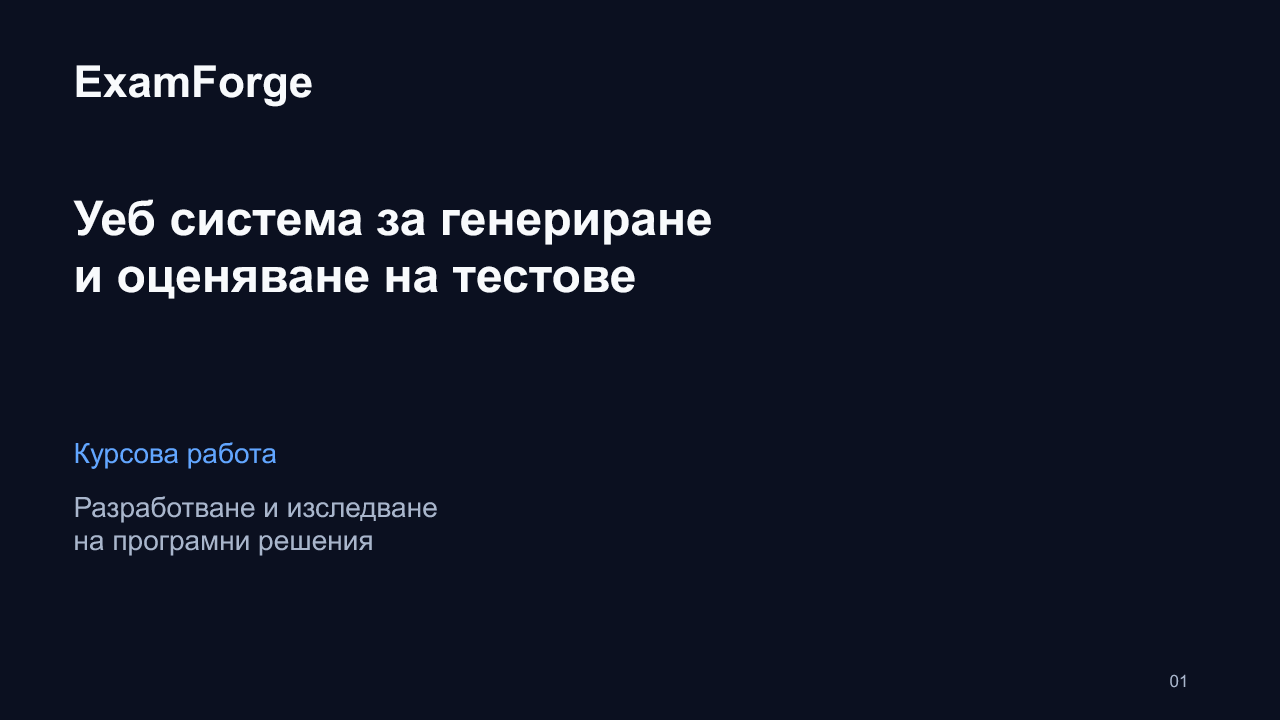 ExamForge
Уеб система за генериране
и оценяване на тестове
Курсова работа
Разработване и изследване
на програмни решения
01